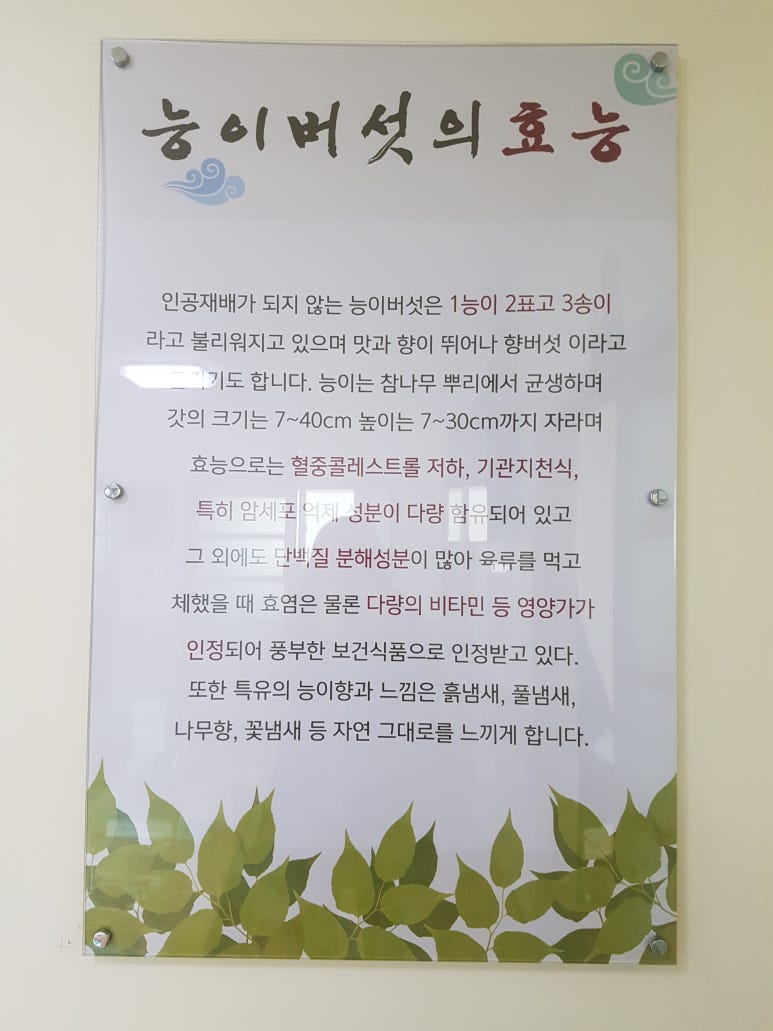 능이버섯의효능
인공재배가 되지 않는 능이버섯은 1능이 2표고 3송이
라고 불리워지고 있으며 맛과 향이 뛰어나 향버섯 이라고
합니다. 능이는 참나무 뿌리에서 균생하며
갓의 크기는 7~40cm 높이는 7~30cm까지 자라며
효능으로는 혈중콜레스트롤 저하, 기관지천식,
특히 암세포 억제 성분이 다량 함유되어 있고
그 외에도 단백질 분해성분이 많아 육류를 먹고
체했을 때 효염은 물론 다량의 비타민 등 영양가가
인정되어 풍부한 보건식품으로 인정받고 있다.
또한 특유의 능이향과 느낌은 흙냄새, 풀냄새,
나무향, 꽃냄새 등 자연 그대로를 느끼게 합니다.